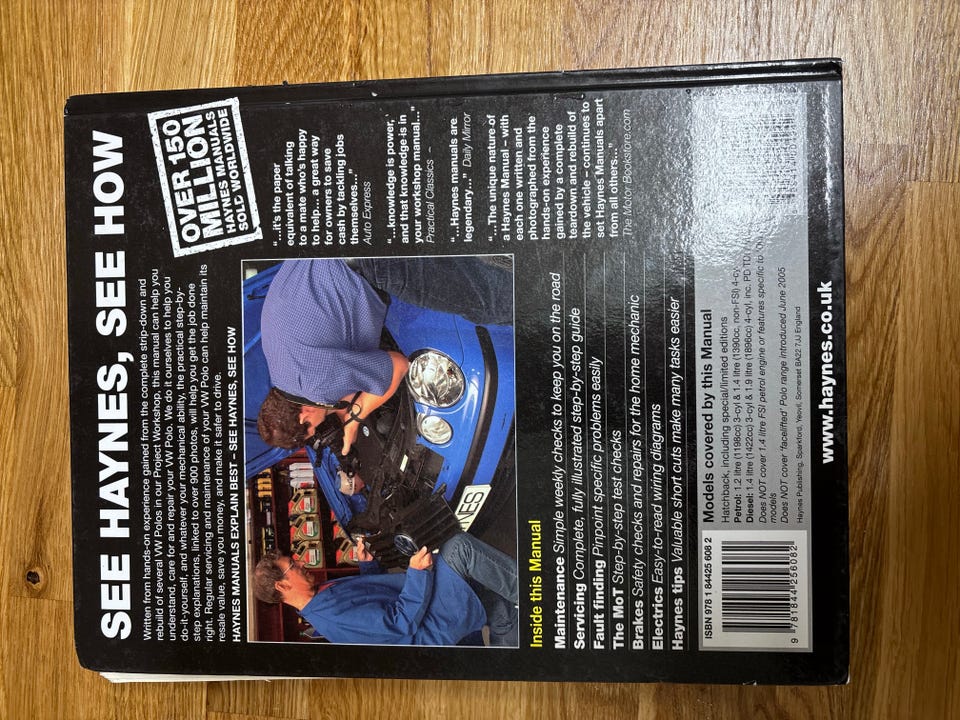 SEE HAYNES, SEE HOW
Written from hands-on experience gained from the complete strip-down and
rebuild of several VW Polos in our Project Workshop, this manual can help you
understand, care for and repair your VW Polo. We do it ourselves to help you
do-it-yourself, and whatever your mechanical ability, the practical step-by-
step explanations, linked to over 900 photos, will help you get the job done
right. Regular servicing and maintenance of your VW Polo can help maintain its
resale value, save you money, and make it safer to drive.
HAYNES MANUALS EXPLAIN BEST – SEE HAYNES, SEE HOW
OVER 150
MILLION
HAYNES MANUALS
SOLD WORLDWIDE
"...it's the paper
equivalent of talking
to a mate who's happy
to help... a great way
for owners to save
cash by tackling jobs
themselves..."
Auto Express
"...knowledge is power,
and that knowledge is in
your workshop manual..."
Practical Classics
"...Haynes manuals are
legendary..." Daily Mirror
"...The unique nature of
a Haynes Manual – with
each one written and
photographed from the
hands-on experience
gained by a complete
teardown and rebuild of
the vehicle – continues to
set Haynes Manuals apart
from all others..."
The Motor Bookstore.com
YNES
Inside this Manual
Maintenance Simple weekly checks to keep you on the road
Servicing Complete, fully illustrated step-by-step guide
Fault finding Pinpoint specific problems easily
The MoT Step-by-step test checks
Brakes Safety checks and repairs for the home mechanic
Electrics Easy-to-read wiring diagrams
Haynes tips Valuable short cuts make many tasks easier
ISBN 978 1 84425 608 2
9 781844 256082
Models covered by this Manual
Hatchback, including special/limited editions
Petrol: 1.2 litre (1198cc) 3-cyl & 1.4 litre (1390cc, non-FSI) 4-cy
Diesel: 1.4 litre (1422cc) 3-cyl & 1.9 litre (1896cc) 4-cyl, inc. PD TDI
Does NOT cover 1.4 litre FSI petrol engine or features specific to
models
Does NOT cover 'facelifted' Polo range introduced June 2005
Haynes Publishing, Sparkford, Yeovil, Somerset BA22 7JJ England
www.haynes.co.uk